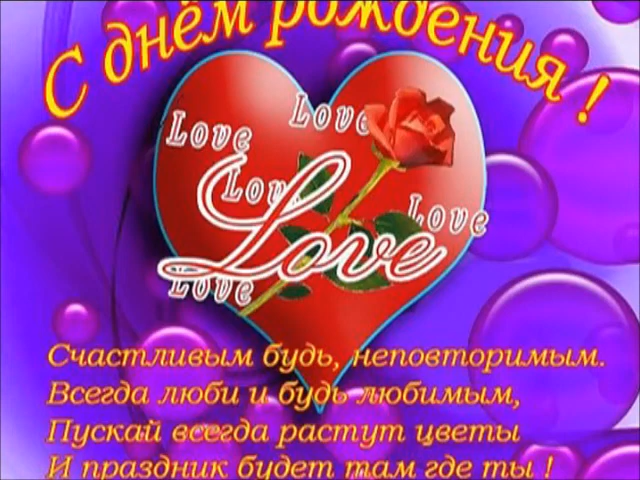 С днём рождения !
Love
Love
Love
Love
Love
Love
Счастливым будь, неповторимым.
Всегда люби и будь любимым,
Пускай всегда растут цветы
И праздник будет там где ты !